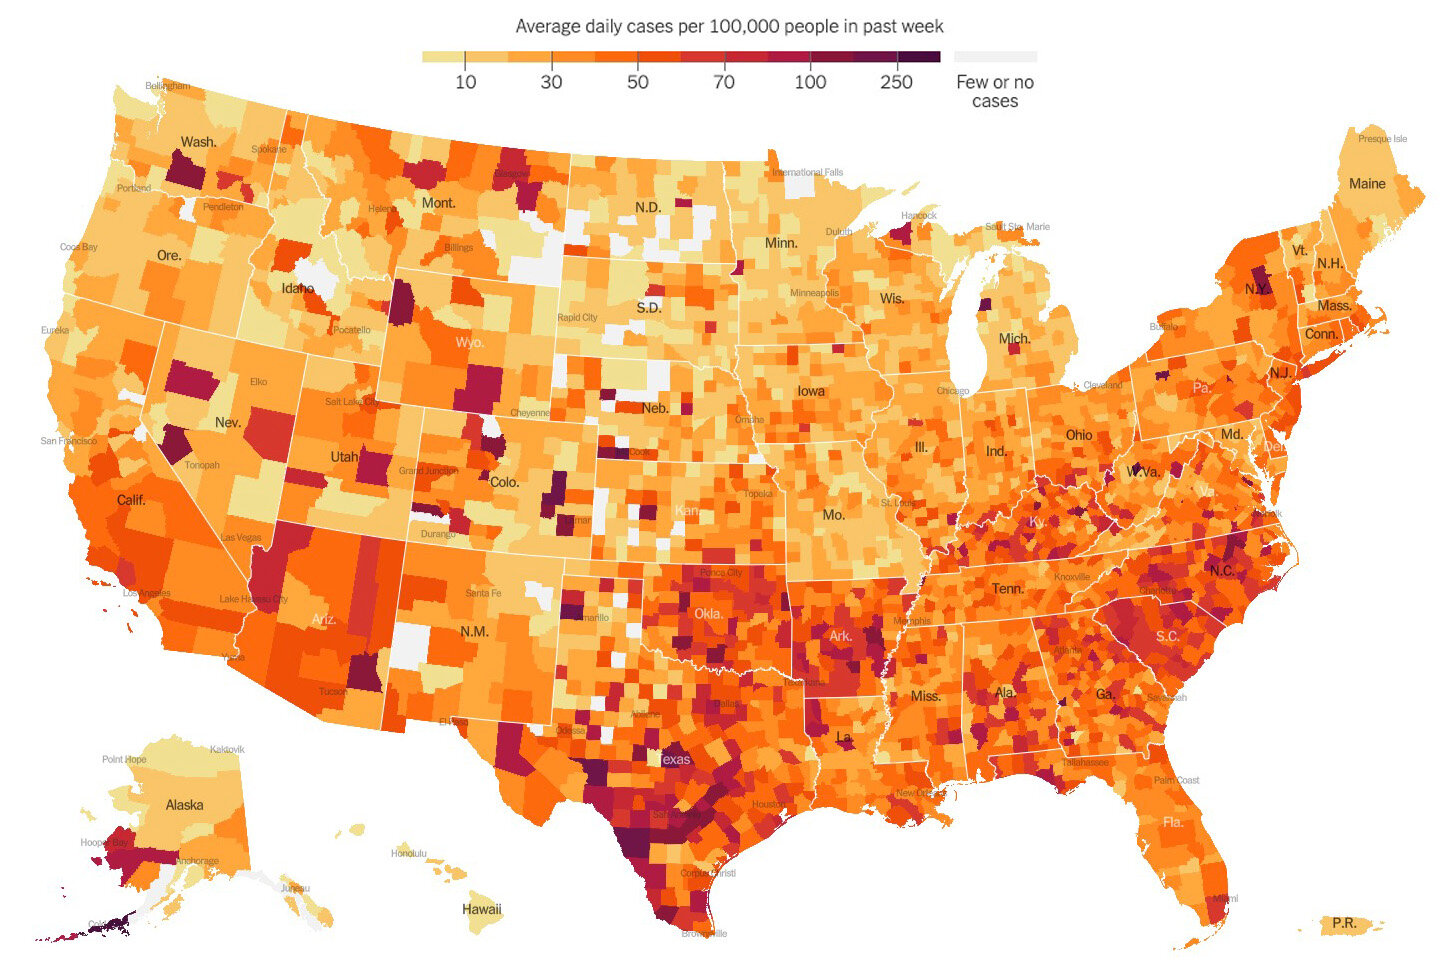 Average daily cases per 100,000 people in past week
10 30 50 70 100 250 Few or no
cases
Bellingham
Wash.
Spokane
Portland
Pendleton
Coos Bay
Ore.
Idaho
Pocatello
Helena
Mont.
Glasgow
Billings
N.D.
International Falls
Minn.
Duluth
Hancock
Sault Ste. Marie
Presque Isle
Maine
Vt.
N.H.
N.Y.
Mass.
Conn.
Buffalo
Eureka
Wyo.
Rapid City
S.D.
Minneapolis
Wis.
Mich.
Elko
Nev.
Salt Lake City
Cheyenne
Neb.
Omaha
Iowa
Chicago
Cleveland
Pa.
N.J.
San Francisco
Tonopah
Utah
Grand Junction
Colo.
Lamar
Durango
Topeka
Kan.
Mo.
St. Louis
Ill.
Ind.
Ohio
W.Va.
Md.
Del.
Va.
Calif.
Las Vegas
Los Angeles
Lake Havasu City
Ariz.
Yuma
Tucson
Santa Fe
N.M.
Amarillo
Ponca City
Okla.
Ark.
Memphis
Tenn.
Knoxville
Ky.
N.C.
Charlotte
S.C.
El Paso
Odessa
Abilene
Dallas
Texarkana
Texas
San Antonio
Houston
Corpus Christi
Brownsville
La.
New Orleans
Miss.
Ala.
Atlanta
Ga.
Savannah
Tallahassee
Palm Coast
Fla.
Miami
Point Hope
Kaktovik
Alaska
Hooper Bay
Anchorage
Juneau
Honolulu
Hawaii
P.R.